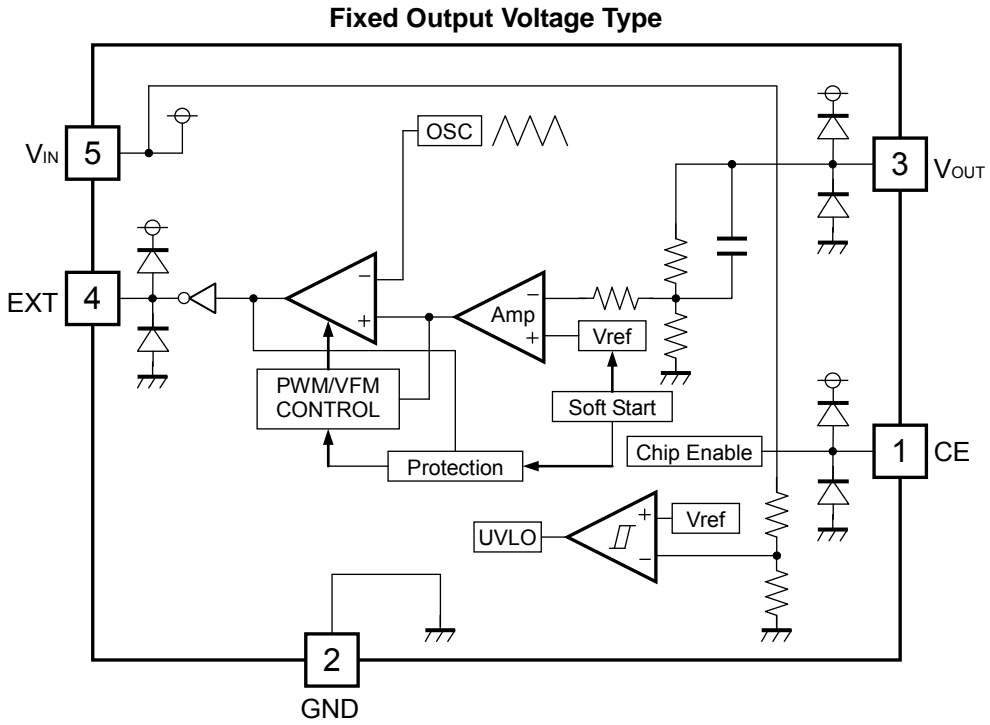 Fixed Output Voltage Type
OSC
5
VIN
3
VOUT
4
EXT
−
+
Amp
−
+
Vref
PWM/VFM
CONTROL
Soft Start
Chip Enable
1
CE
Protection
UVLO
+
−
Vref
2
GND